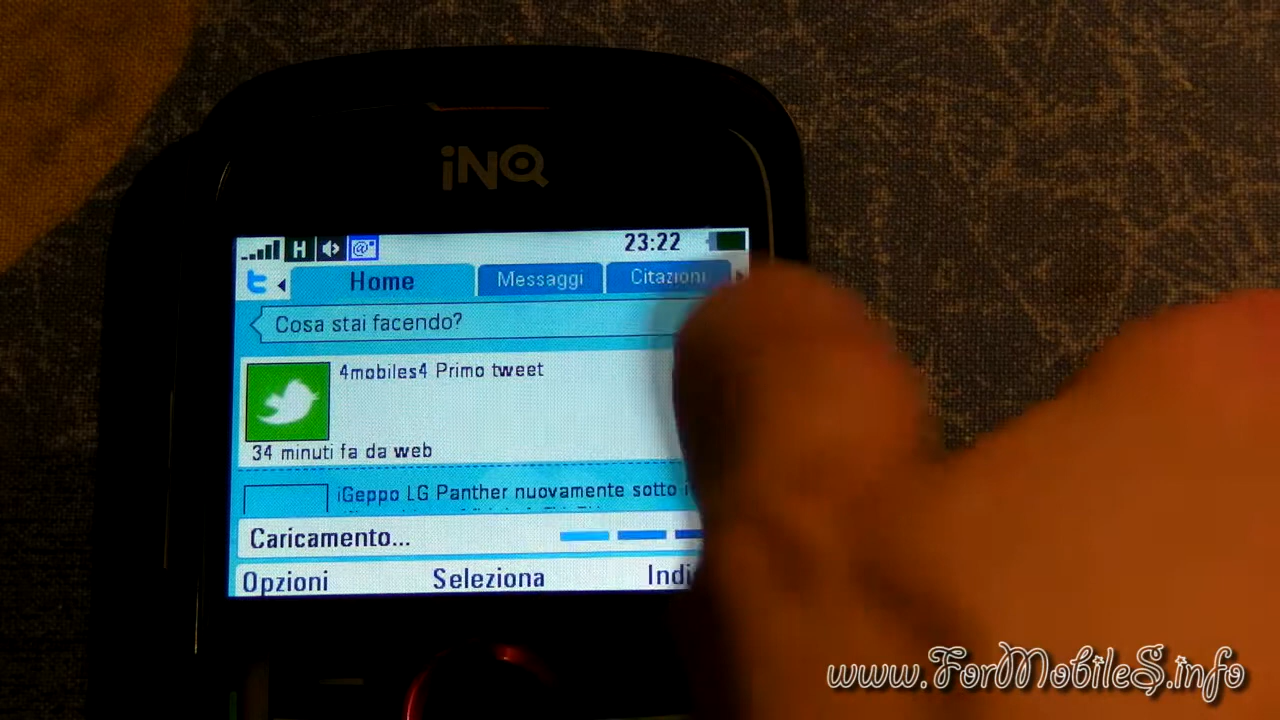 iNQ
H
23:22
Home Messaggi Citazioni
Cosa stai facendo?
4mobiles4 Primo tweet
34 minuti fa da web
iGeppo LG Panther nuovamente sotto
Caricamento...
Opzioni Seleziona
www.ForMobileS.info